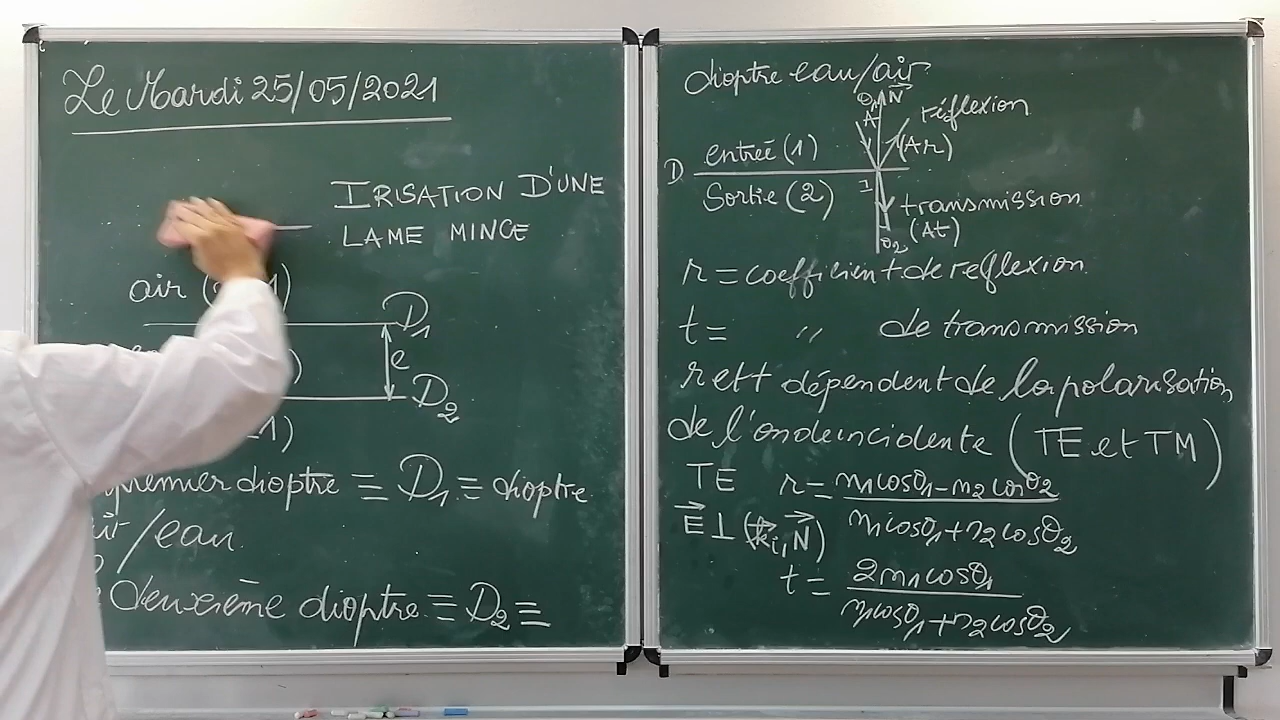 Le Mardi 25/05/2021
IRISATION D'UNE
LAME MINCE
air (
1)
D1
e
)
D2
1)
premier dioptre ≡ D1 ≡ dioptre
/eau
deuxième dioptre ≡ D2 ≡
dioptre eau/air
N
A
réflexion
entrée (1)
(Ar)
D
I
Sortie (2)
transmission
(At)
θ2
r = coefficient de reflexion
t = " de transmission
r et t dépendent de la polarisation
de l'onde incidente (TE et TM)
TE r = n1cosθ1 - n2cosθ2
n1cosθ1 + n2cosθ2
E ⊥ (ki, N)
t = 2n1cosθ1
n1cosθ1 + n2cosθ2